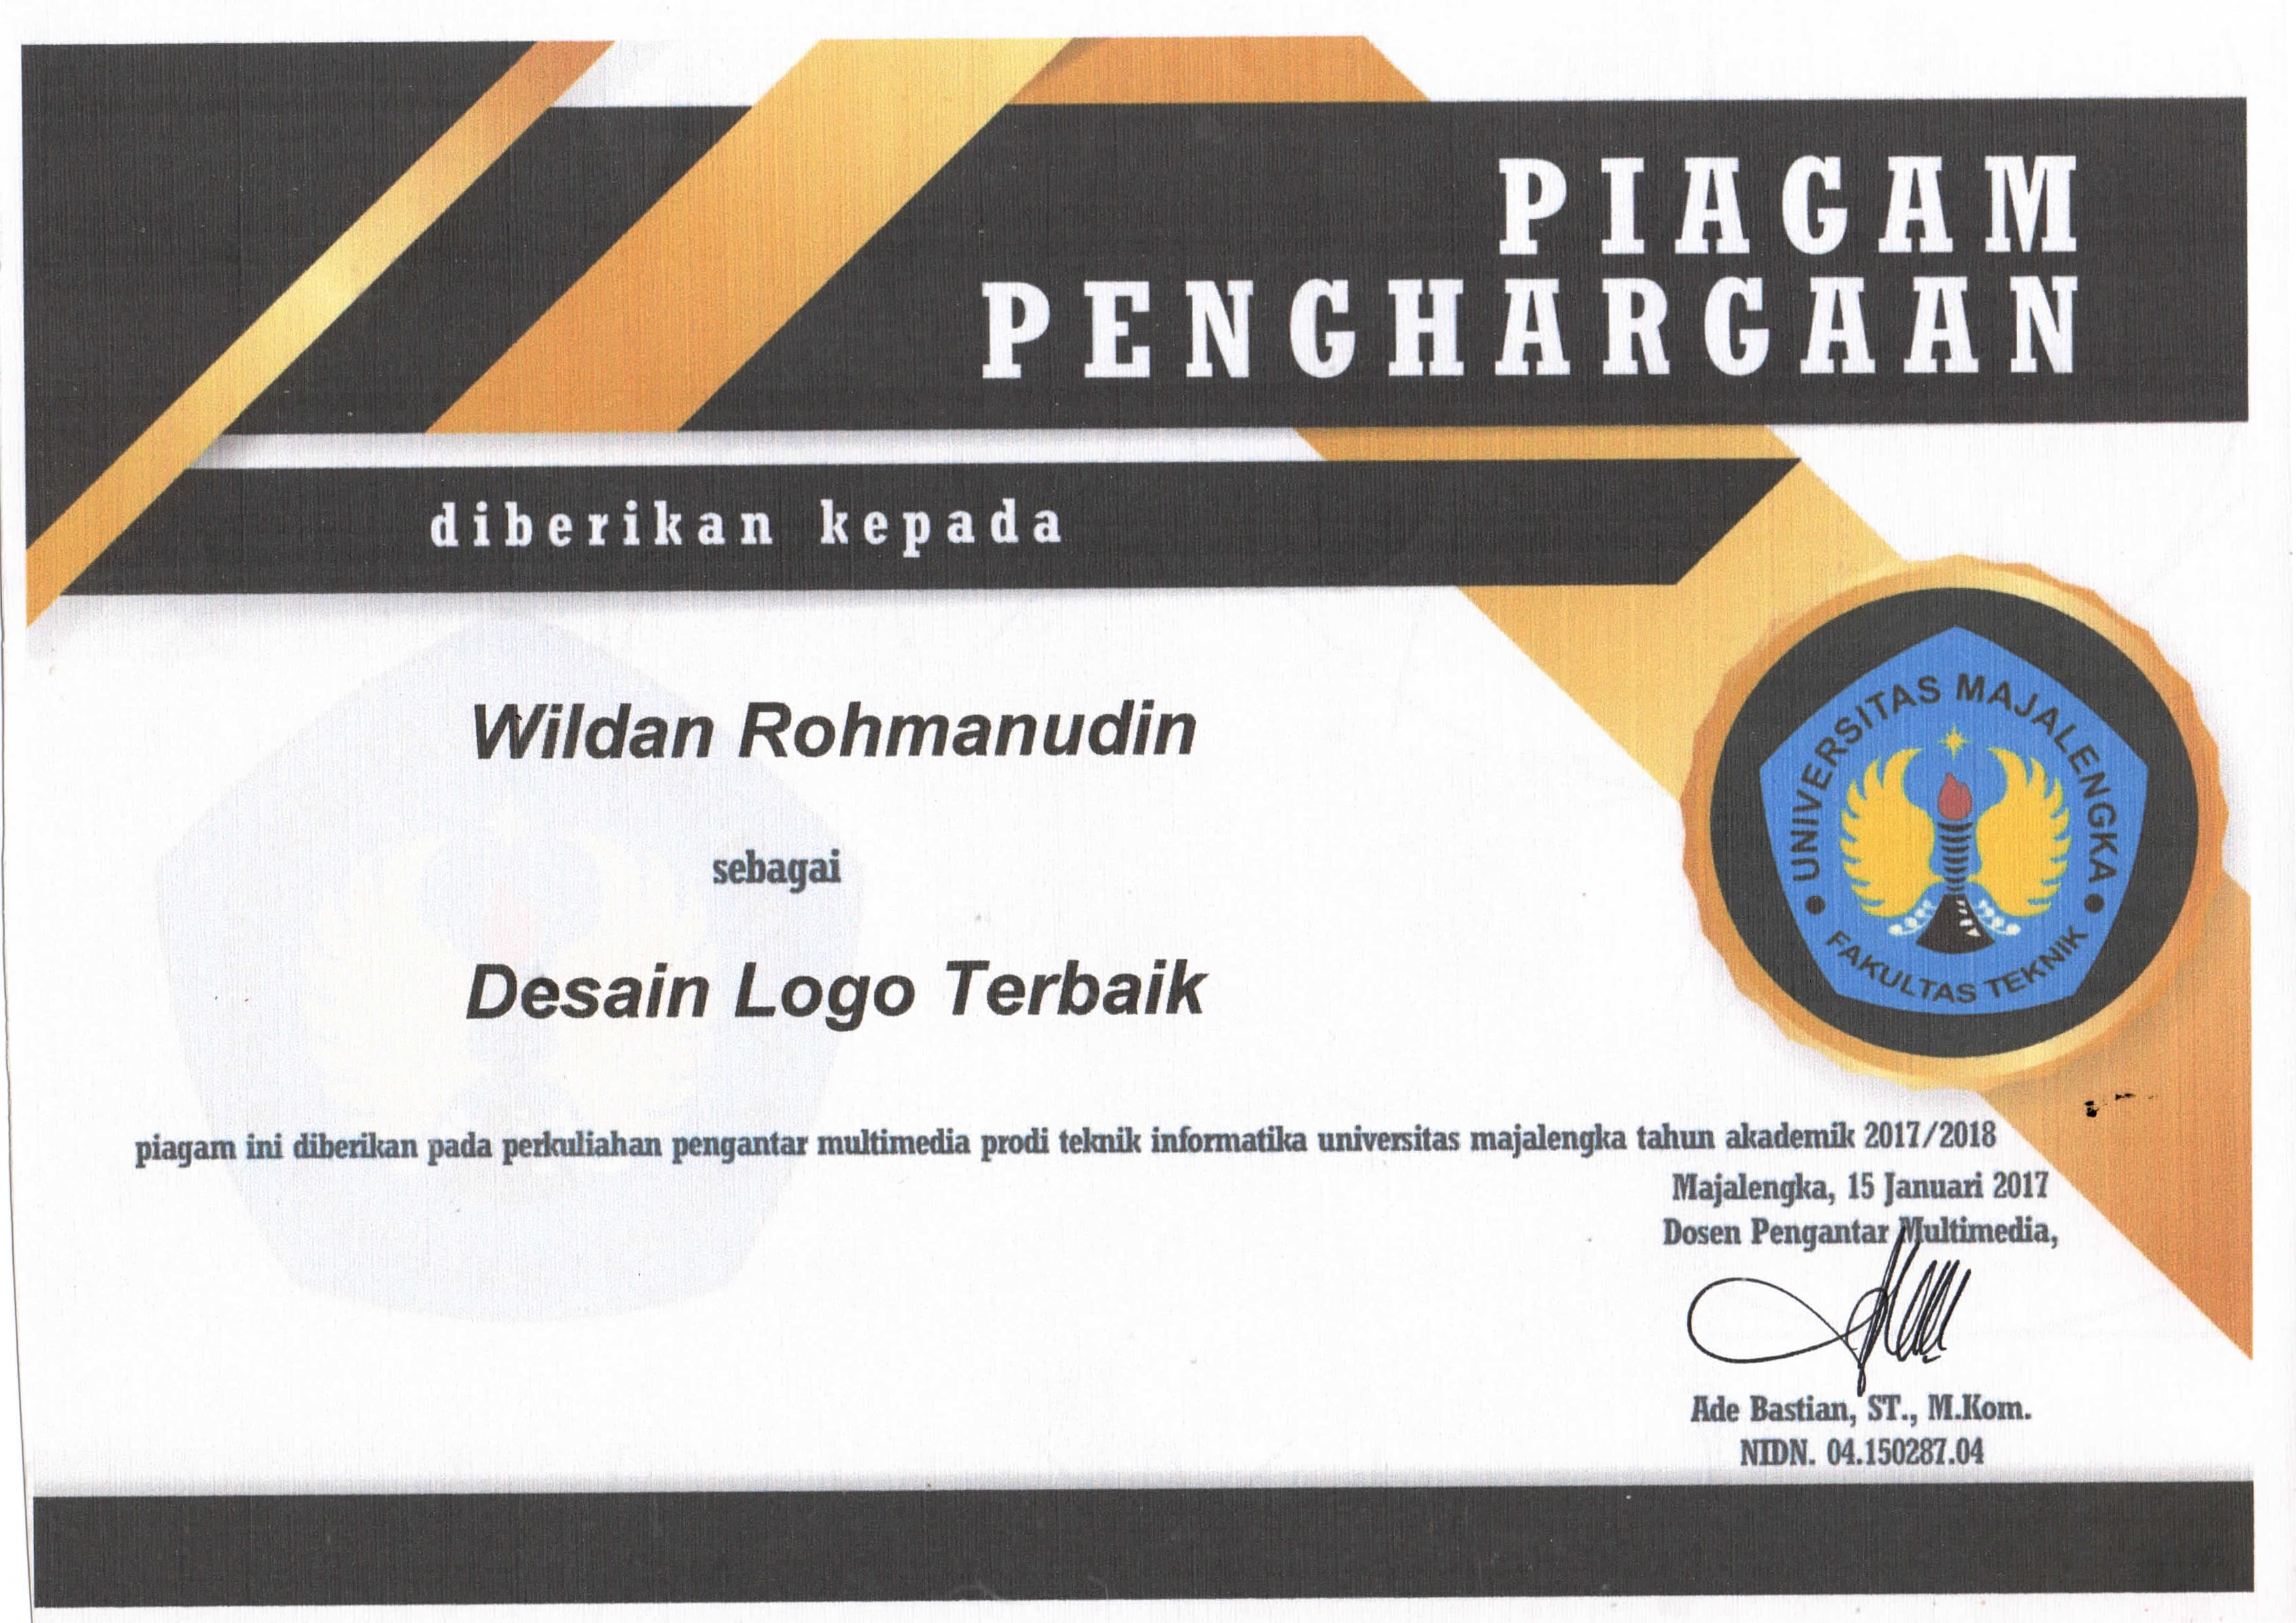 PIAGAM
PENGHARGAAN
diberikan kepada
Wildan Rohmanudin
sebagai
Desain Logo Terbaik
UNIVERSITAS MAJALENGKA
FAKULTAS TEKNIK
piagam ini diberikan pada perkuliahan pengantar multimedia prodi teknik informatika universitas majalengka tahun akademik 2017/2018
Majalengka, 15 Januari 2017
Dosen Pengantar Multimedia,
Ade Bastian, ST., M.Kom.
NIDN. 04.150287.04